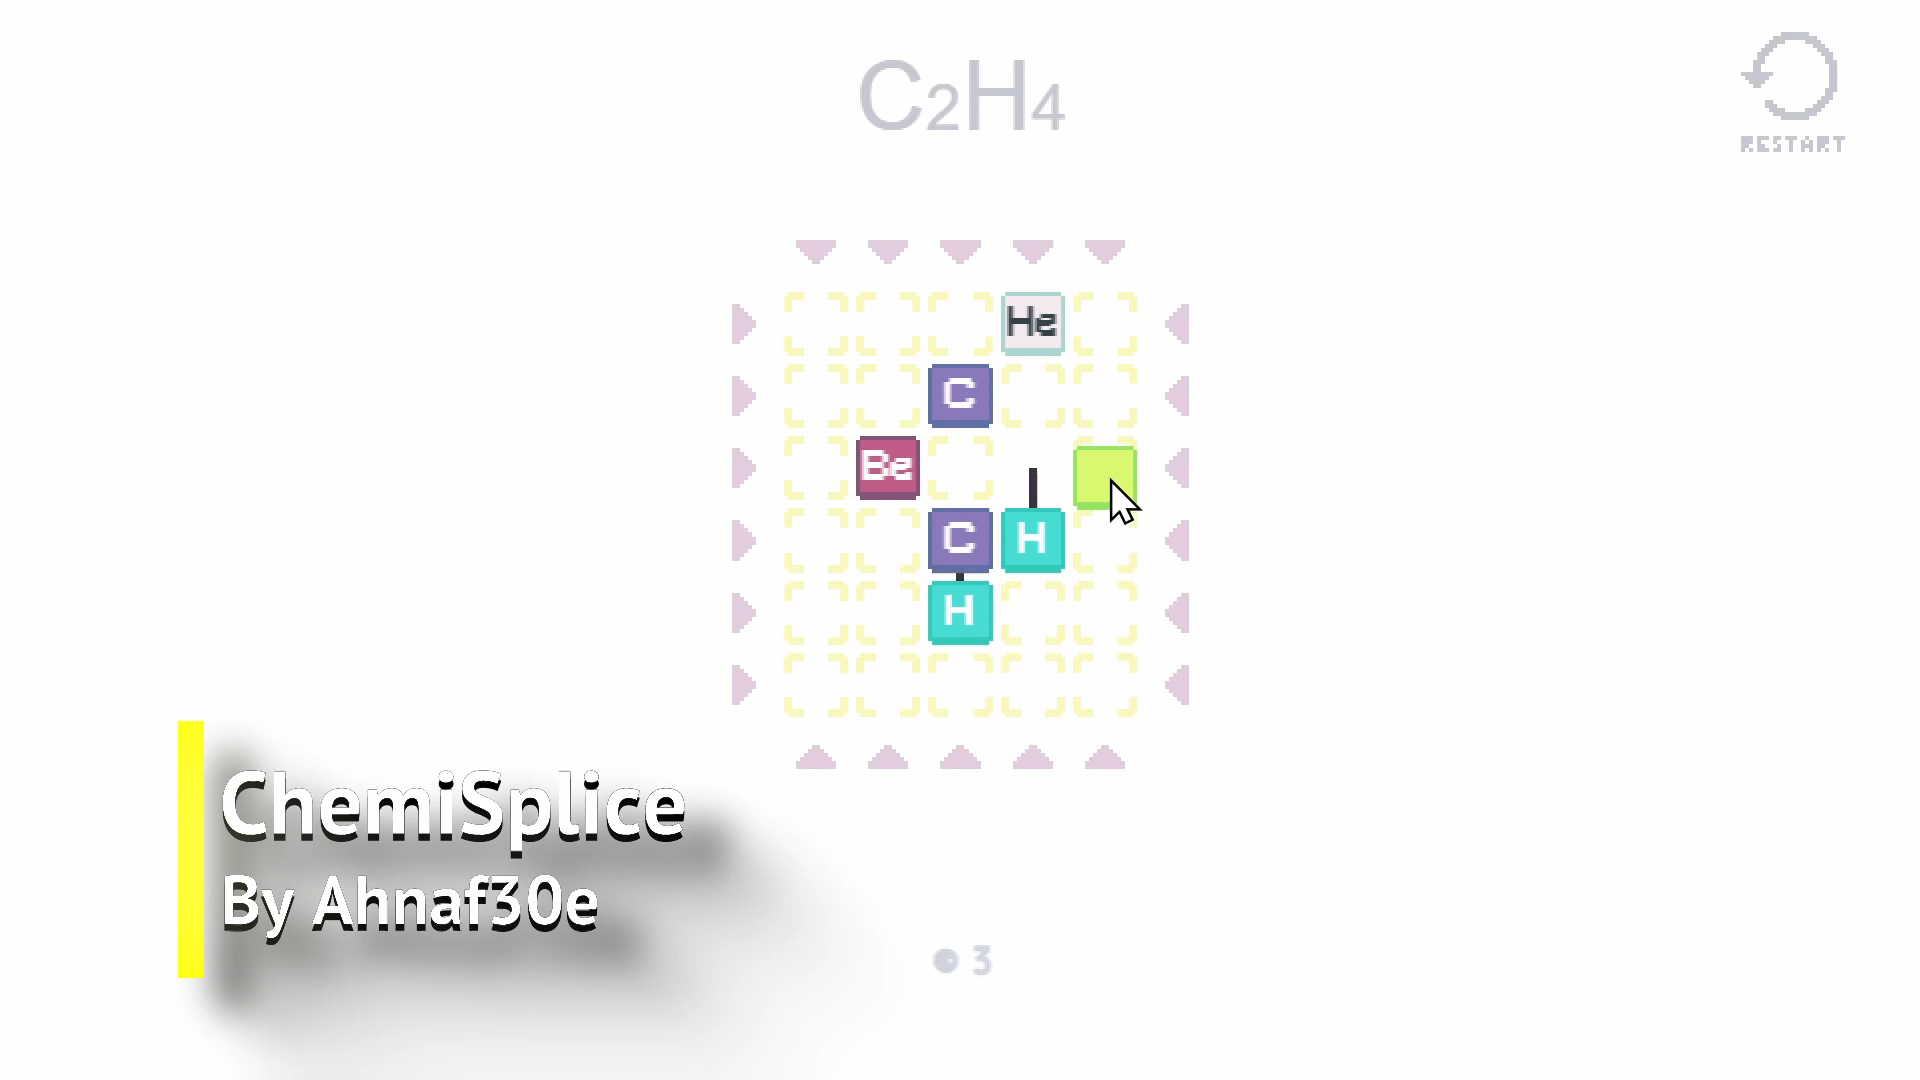 C2H4
RESTART
He
C
Be
C H
H
ChemiSplice
By Ahnaf30e
3